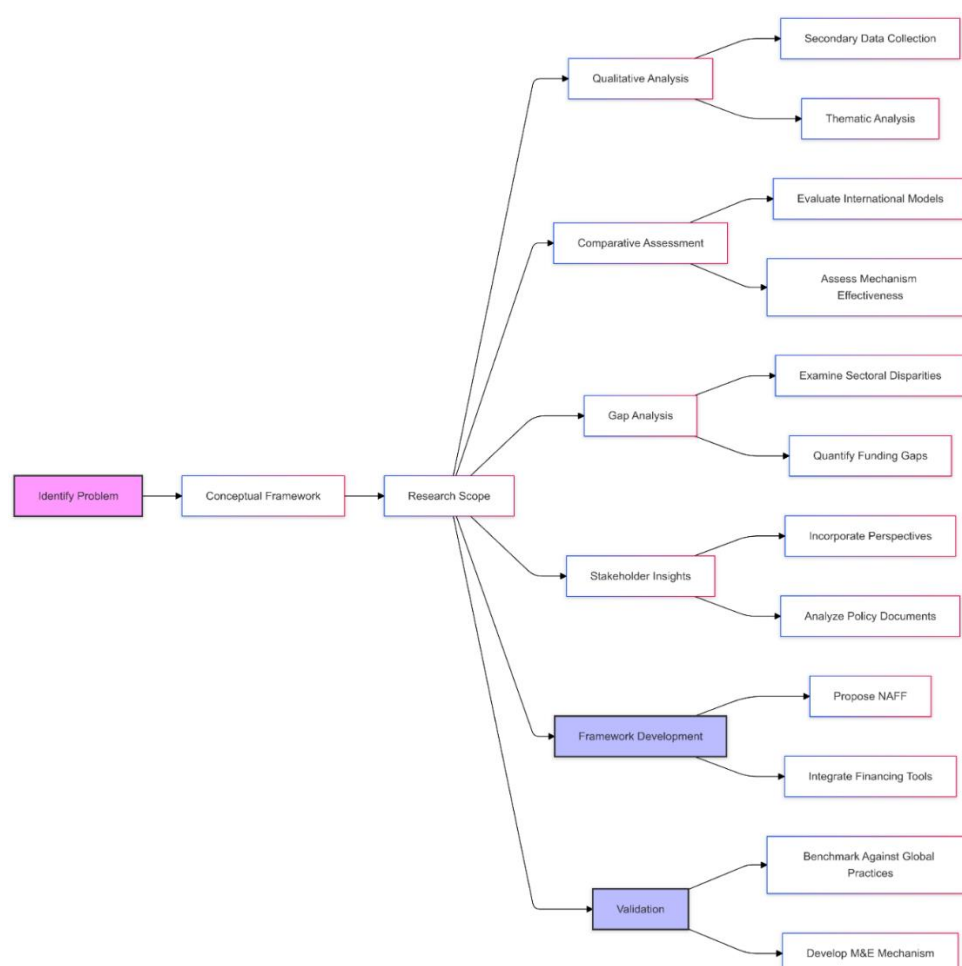 Secondary Data Collection
Qualitative Analysis
Thematic Analysis
Evaluate International Models
Comparative Assessment
Assess Mechanism
Effectiveness
Examine Sectoral Disparities
Gap Analysis
Quantify Funding Gaps
Identify Problem
Conceptual Framework
Research Scope
Incorporate Perspectives
Stakeholder Insights
Analyze Policy Documents
Propose NAFF
Framework Development
Integrate Financing Tools
Benchmark Against Global
Practices
Validation
Develop M&E Mechanism